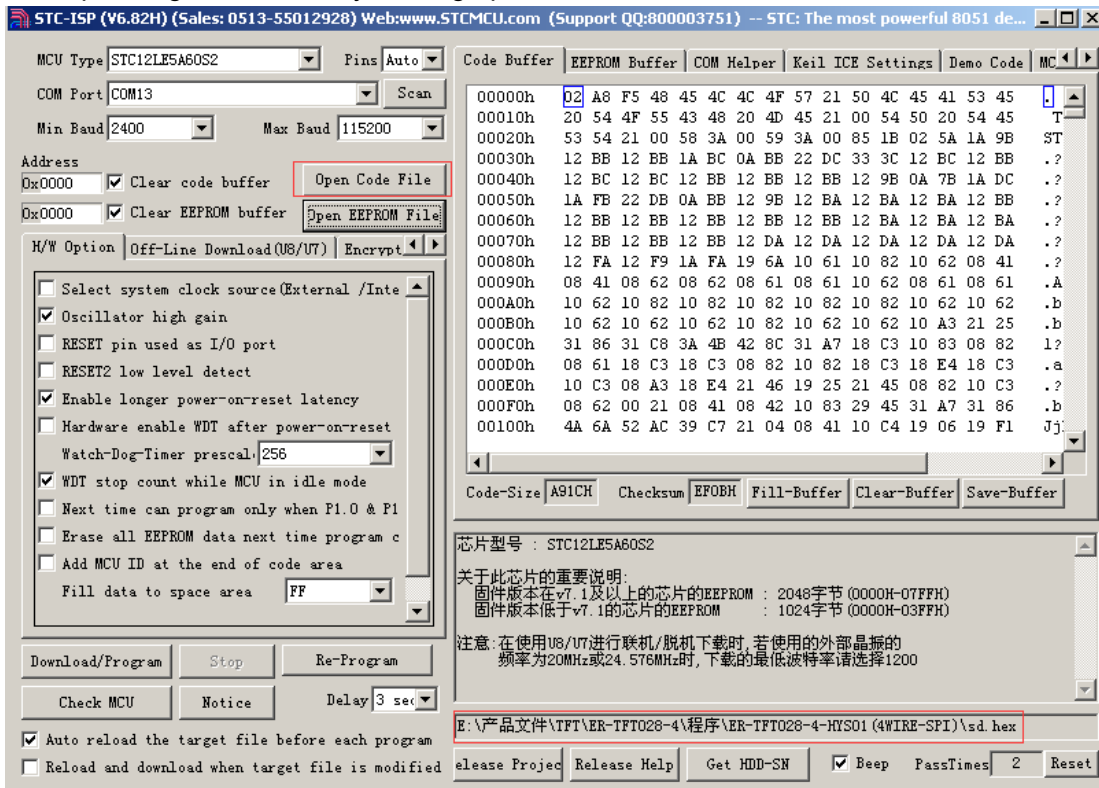 STC-ISP (V6.82H) (Sales: 0513-55012928) Web:www.STCMCU.com (Support QQ:800003751) -- STC: The most powerful 8051 de...
MCU Type STC12LE5A60S2 Pins Auto
COM Port COM13 Scan
Min Baud 2400 Max Baud 115200
Address
0x0000 Clear code buffer Open Code File
0x0000 Clear EEPROM buffer Open EEPROM File
H/W Option Off-Line Download(U8/U7) Encrypt
Select system clock source(External /Inte
Oscillator high gain
RESET pin used as I/O port
RESET2 low level detect
Enable longer power-on-reset latency
Hardware enable WDT after power-on-reset
Watch-Dog-Timer prescal 256
WDT stop count while MCU in idle mode
Next time can program only when P1.0 & P1
Erase all EEPROM data next time program c
Add MCU ID at the end of code area
Fill data to space area FF
Download/Program Stop Re-Program
Check MCU Notice Delay 3 sec
Auto reload the target file before each program
Reload and download when target file is modified
Code Buffer EEPROM Buffer COM Helper Keil ICE Settings Demo Code MC
00000h 02 A8 F5 48 45 4C 4C 4F 57 21 50 4C 45 41 53 45 .
00010h 20 54 4F 55 43 48 20 4D 45 21 00 54 50 20 54 45 T
00020h 53 54 21 00 58 3A 00 59 3A 00 85 1B 02 5A 1A 9B ST
00030h 12 BB 12 BB 1A BC 0A BB 22 DC 33 3C 12 BC 12 BB .?
00040h 12 BC 12 BC 12 BB 12 BB 12 BB 12 9B 0A 7B 1A DC .?
00050h 1A FB 22 DB 0A BB 12 9B 12 BA 12 BA 12 BA 12 BB .?
00060h 12 BB 12 BB 12 BB 12 BB 12 BB 12 BA 12 BA 12 BA .?
00070h 12 BB 12 BB 12 BB 12 DA 12 DA 12 DA 12 DA 12 DA .?
00080h 12 FA 12 F9 1A FA 19 6A 10 61 10 82 10 62 08 41 .?
00090h 08 41 08 62 08 62 08 61 08 61 10 62 08 61 08 61 .A
000A0h 10 62 10 82 10 82 10 82 10 82 10 82 10 62 10 62 .b
000B0h 10 62 10 62 10 62 10 82 10 62 10 62 10 A3 21 25 .b
000C0h 31 86 31 C8 3A 4B 42 8C 31 A7 18 C3 10 83 08 82 1?
000D0h 08 61 18 C3 18 C3 08 82 10 82 18 C3 18 E4 18 C3 .a
000E0h 10 C3 08 A3 18 E4 21 46 19 25 21 45 08 82 10 C3 .?
000F0h 08 62 00 21 08 41 08 42 10 83 29 45 31 A7 31 86 .b
00100h 4A 6A 52 AC 39 C7 21 04 08 41 10 C4 19 06 19 F1 Jj
Code-Size A91CH Checksum EF0BH Fill-Buffer Clear-Buffer Save-Buffer
芯片型号 : STC12LE5A60S2
关于此芯片的重要说明:
固件版本在v7.1及以上的芯片的EEPROM : 2048字节(0000H-07FFH)
固件版本低于v7.1的芯片的EEPROM : 1024字节(0000H-03FFH)
注意:在使用U8/U7进行联机/脱机下载时,若使用的外部晶振的
频率为20MHz或24.576MHz时,下载的最低波特率请选择1200
E:\产品文件\TFT\ER-TFT028-4\程序\ER-TFT028-4-HYS01(4WIRE-SPI)\sd.hex
elease Projec Release Help Get HDD-SN Beep PassTimes 2 Reset